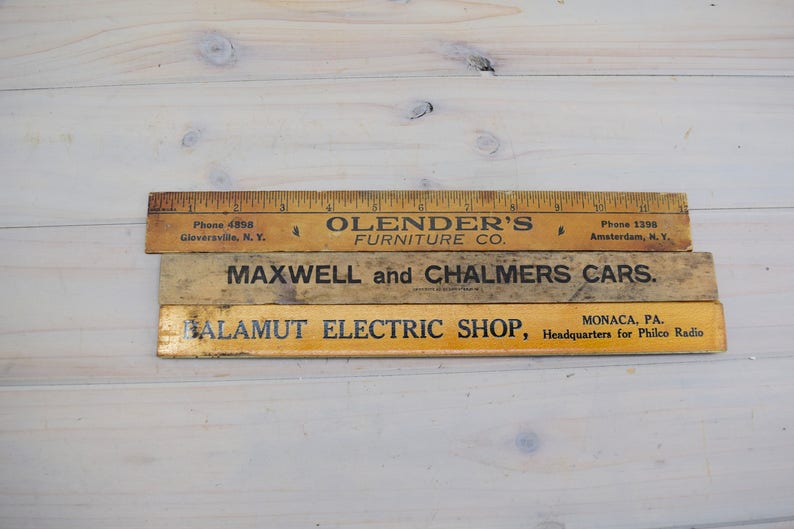 1 2 3 4 5 6 7 8 9 10 11 12
Phone 4898
Gloversville, N. Y.
OLENDER'S
FURNITURE CO.
Phone 1398
Amsterdam, N. Y.
MAXWELL and CHALMERS CARS.
BALAMUT ELECTRIC SHOP,
MONACA, PA.
Headquarters for Philco Radio